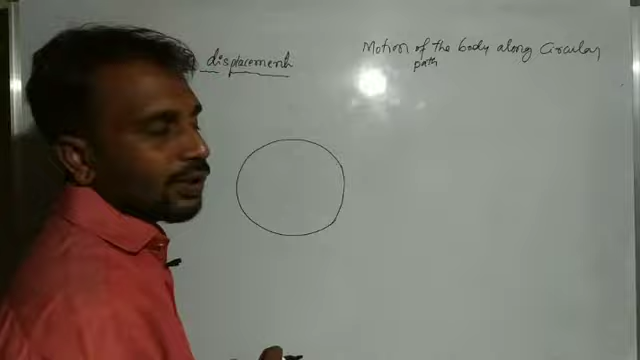 displacement
Motion of the body along Circular
path